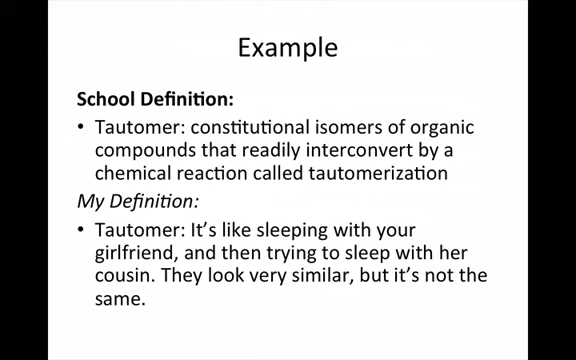 Example
School Definition:
• Tautomer: constitutional isomers of organic
compounds that readily interconvert by a
chemical reaction called tautomerization
My Definition:
• Tautomer: It's like sleeping with your
girlfriend, and then trying to sleep with her
cousin. They look very similar, but it's not the
same.